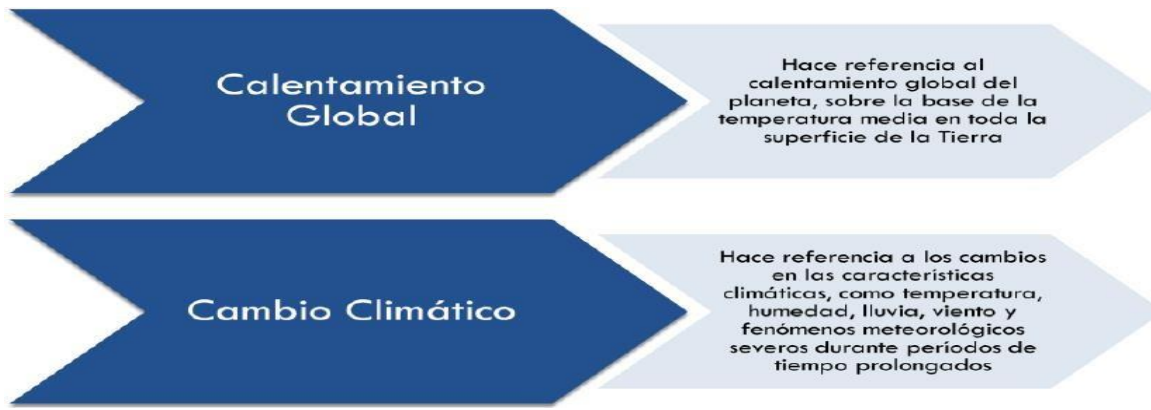 Calentamiento
Global
Hace referencia al
calentamiento global del
planeta, sobre la base de la
temperatura media en toda la
superficie de la Tierra
Cambio Climático
Hace referencia a los cambios
en las características
climáticas, como temperatura,
humedad, lluvia, viento y
fenómenos meteorológicos
severos durante períodos de
tiempo prolongados